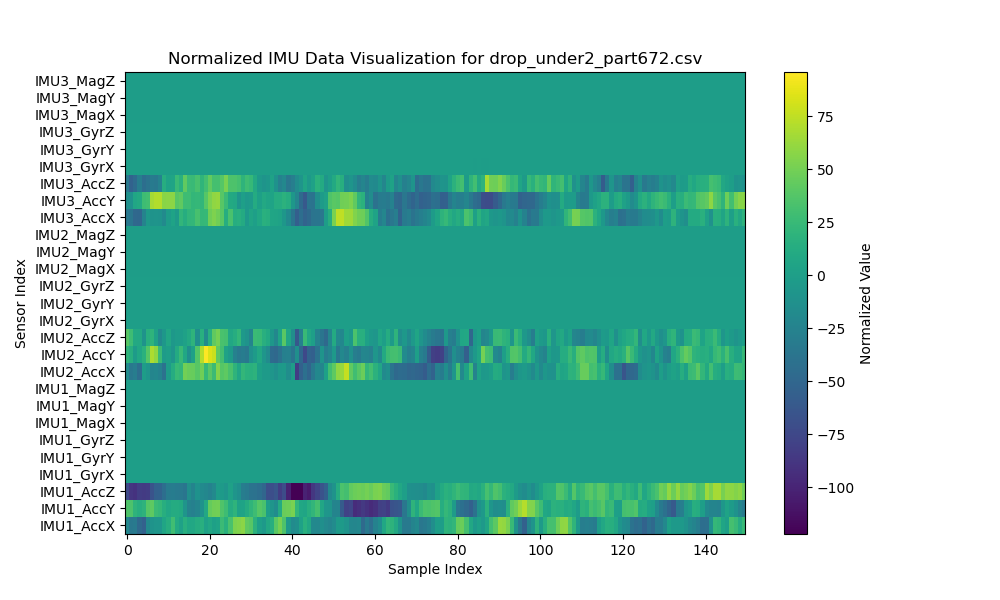 Normalized IMU Data Visualization for drop_under2_part672.csv
Sensor Index
IMU3_MagZ
IMU3_MagY
IMU3_MagX
IMU3_GyrZ
IMU3_GyrY
IMU3_GyrX
IMU3_AccZ
IMU3_AccY
IMU3_AccX
IMU2_MagZ
IMU2_MagY
IMU2_MagX
IMU2_GyrZ
IMU2_GyrY
IMU2_GyrX
IMU2_AccZ
IMU2_AccY
IMU2_AccX
IMU1_MagZ
IMU1_MagY
IMU1_MagX
IMU1_GyrZ
IMU1_GyrY
IMU1_GyrX
IMU1_AccZ
IMU1_AccY
IMU1_AccX
0 20 40 60 80 100 120 140
Sample Index
75
50
25
0
−25
−50
−75
−100
Normalized Value